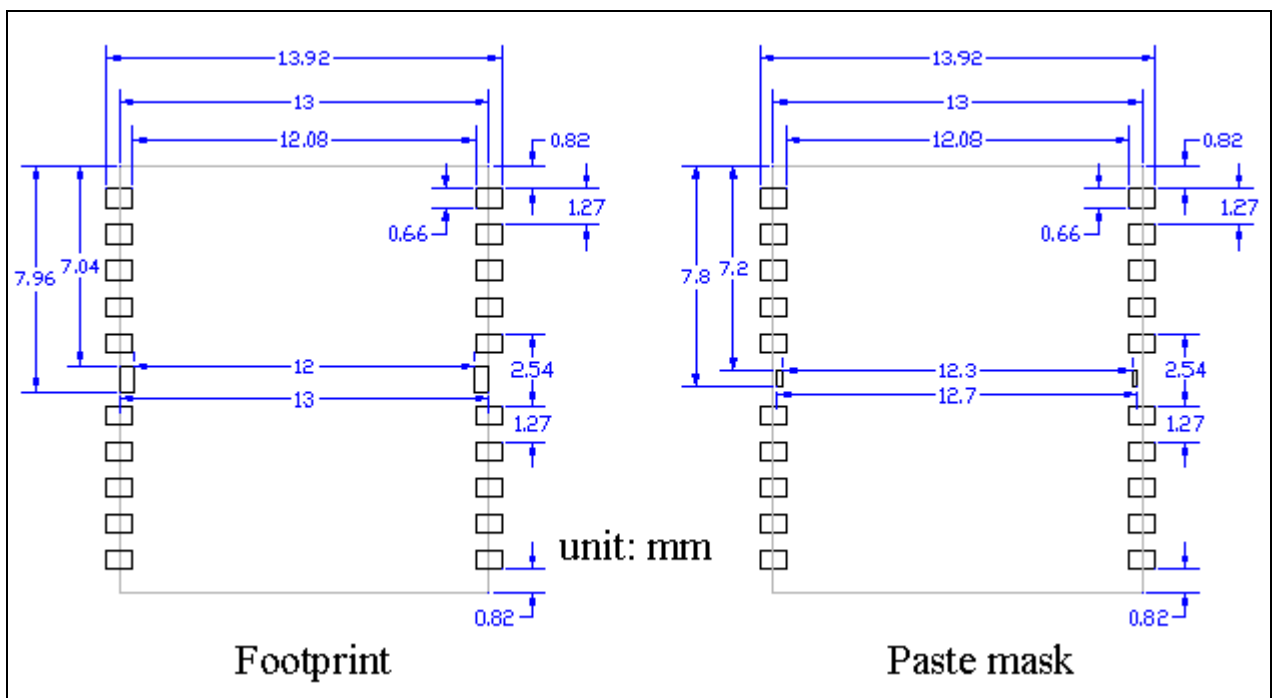 13.92 13.92
13 13
12.08 0.82 12.08 0.82
1.27 1.27
0.66 0.66
7.96 7.04 7.8 7.2
12 2.54 12.3 2.54
13 12.7
1.27 1.27
unit: mm
0.82 0.82
Footprint Paste mask